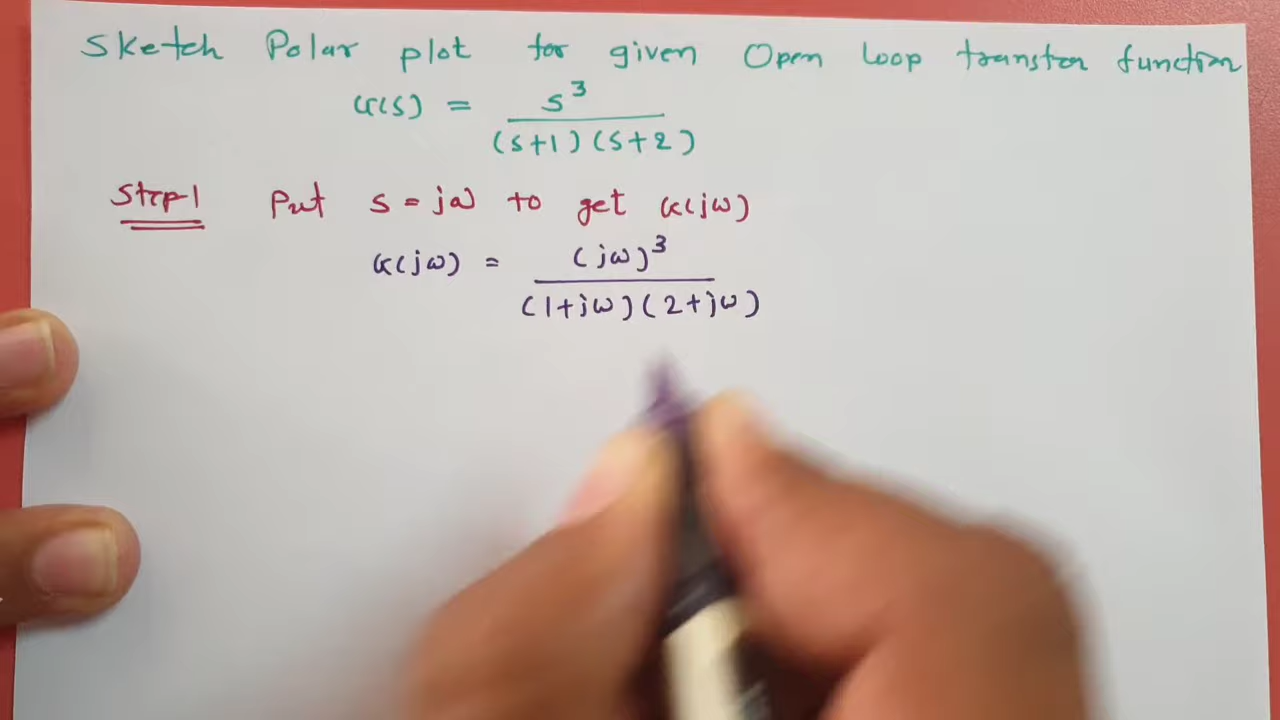 Sketch Polar plot for given Open Loop transfer function
G(s) = s³ / (s+1)(s+2)
Step-1 Put s = jω to get G(jω)
G(jω) = (jω)³ / (1+jω)(2+jω)